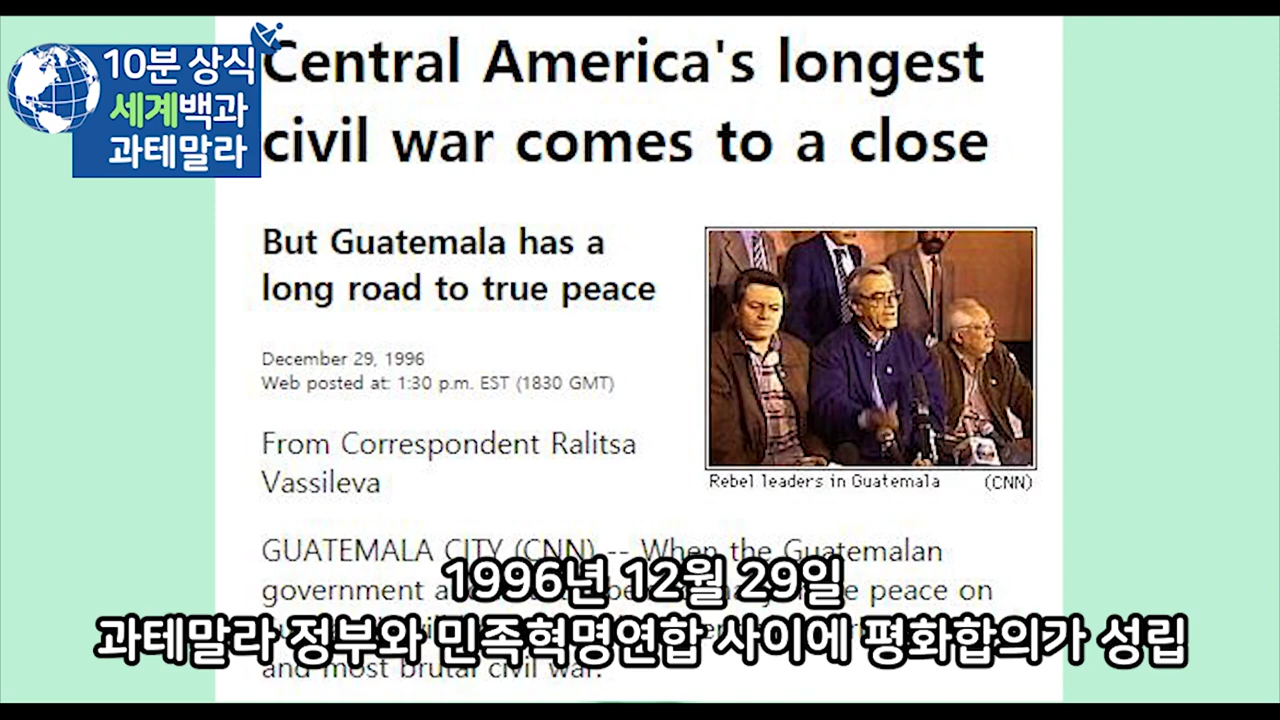 10분 상식
세계백과
과테말라
Central America's longest
civil war comes to a close
But Guatemala has a
long road to true peace
December 29, 1996
Web posted at: 1:30 p.m. EST (1830 GMT)
From Correspondent Ralitsa
Vassileva
Rebel leaders in Guatemala (CNN)
GUATEMALA CITY (CNN) -- When the Guatemalan
government peace on
and most brutal civil war.
1996년 12월 29일
과테말라 정부와 민족혁명연합 사이에 평화합의가 성립